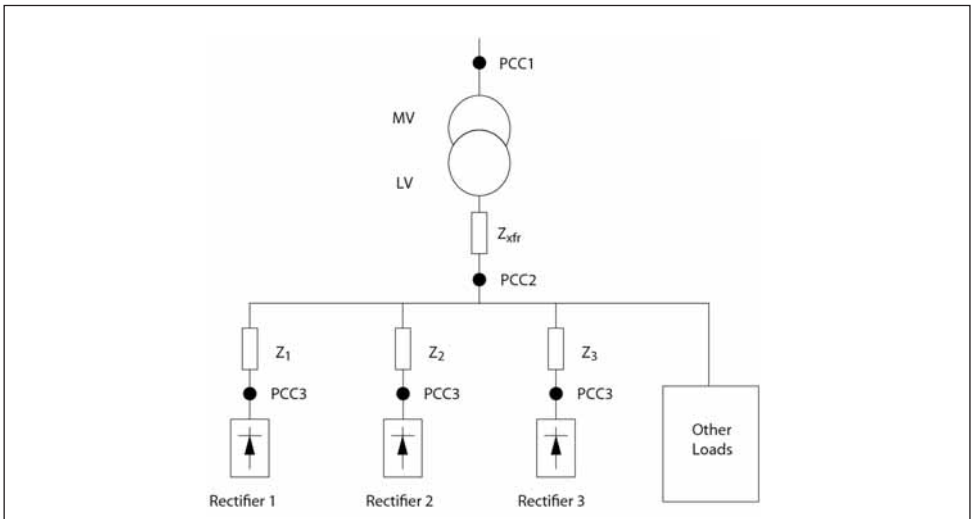 PCC1
MV
LV
Zxfr
PCC2
Z1 Z2 Z3
PCC3 PCC3 PCC3
Other
Loads
Rectifier 1 Rectifier 2 Rectifier 3